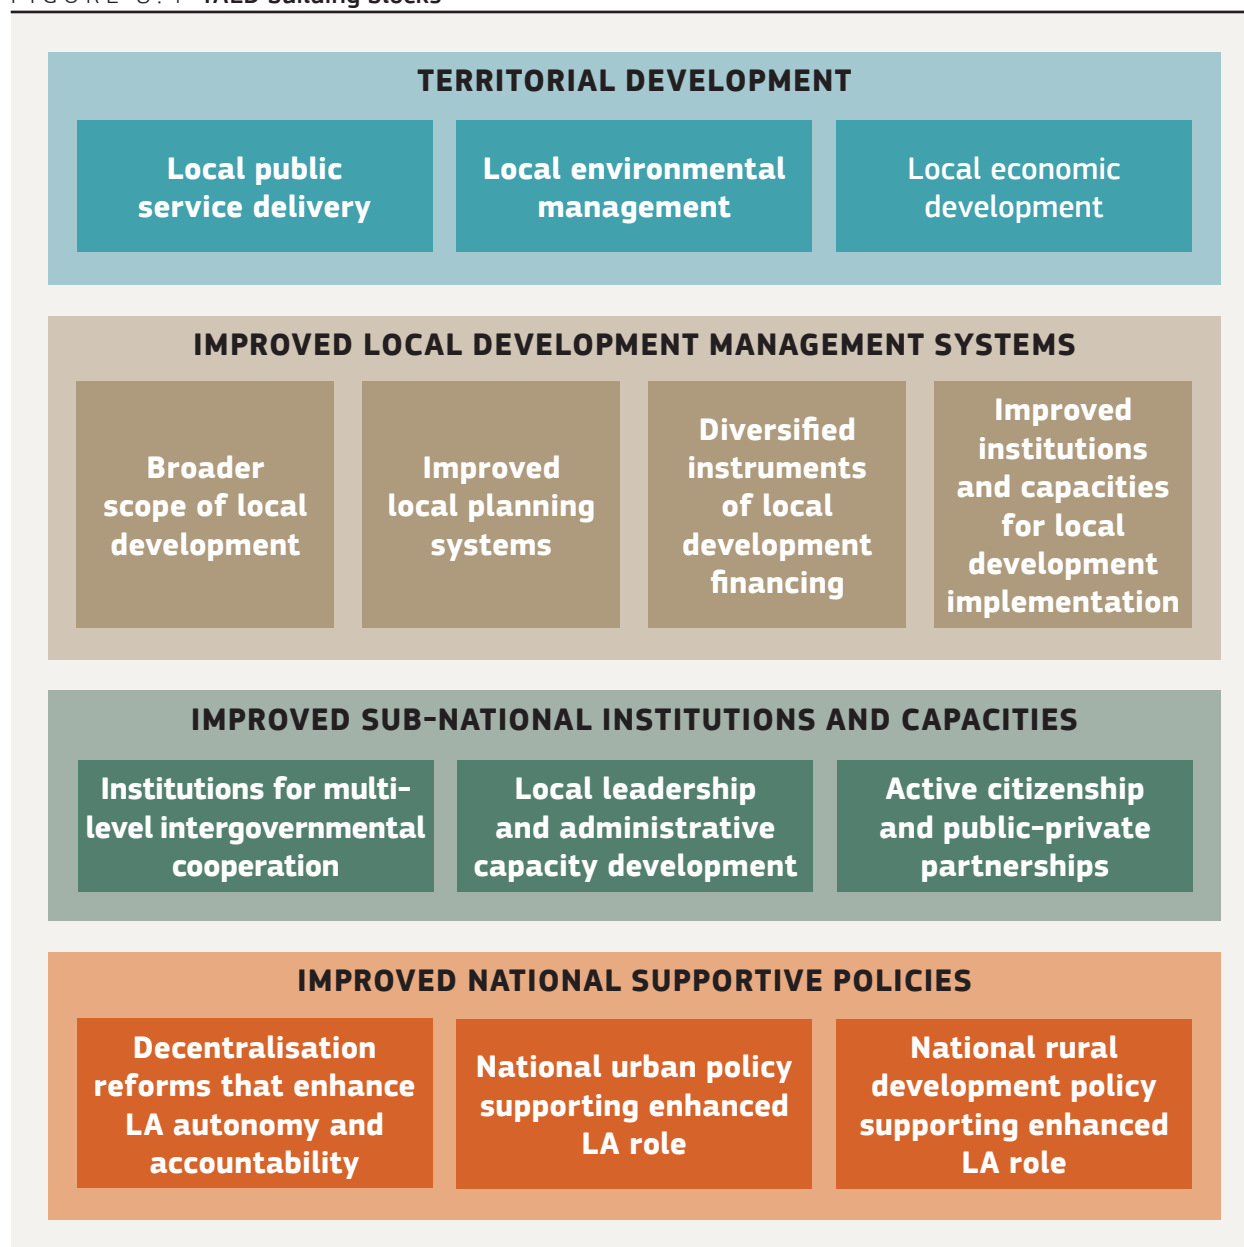 TERRITORIAL DEVELOPMENT
Local public
service delivery
Local environmental
management
Local economic
development
IMPROVED LOCAL DEVELOPMENT MANAGEMENT SYSTEMS
Broader
scope of local
development
Improved
local planning
systems
Diversified
instruments
of local
development
financing
Improved
institutions
and capacities
for local
development
implementation
IMPROVED SUB-NATIONAL INSTITUTIONS AND CAPACITIES
Institutions for multi-
level intergovernmental
cooperation
Local leadership
and administrative
capacity development
Active citizenship
and public-private
partnerships
IMPROVED NATIONAL SUPPORTIVE POLICIES
Decentralisation
reforms that enhance
LA autonomy and
accountability
National urban policy
supporting enhanced
LA role
National rural
development policy
supporting enhanced
LA role